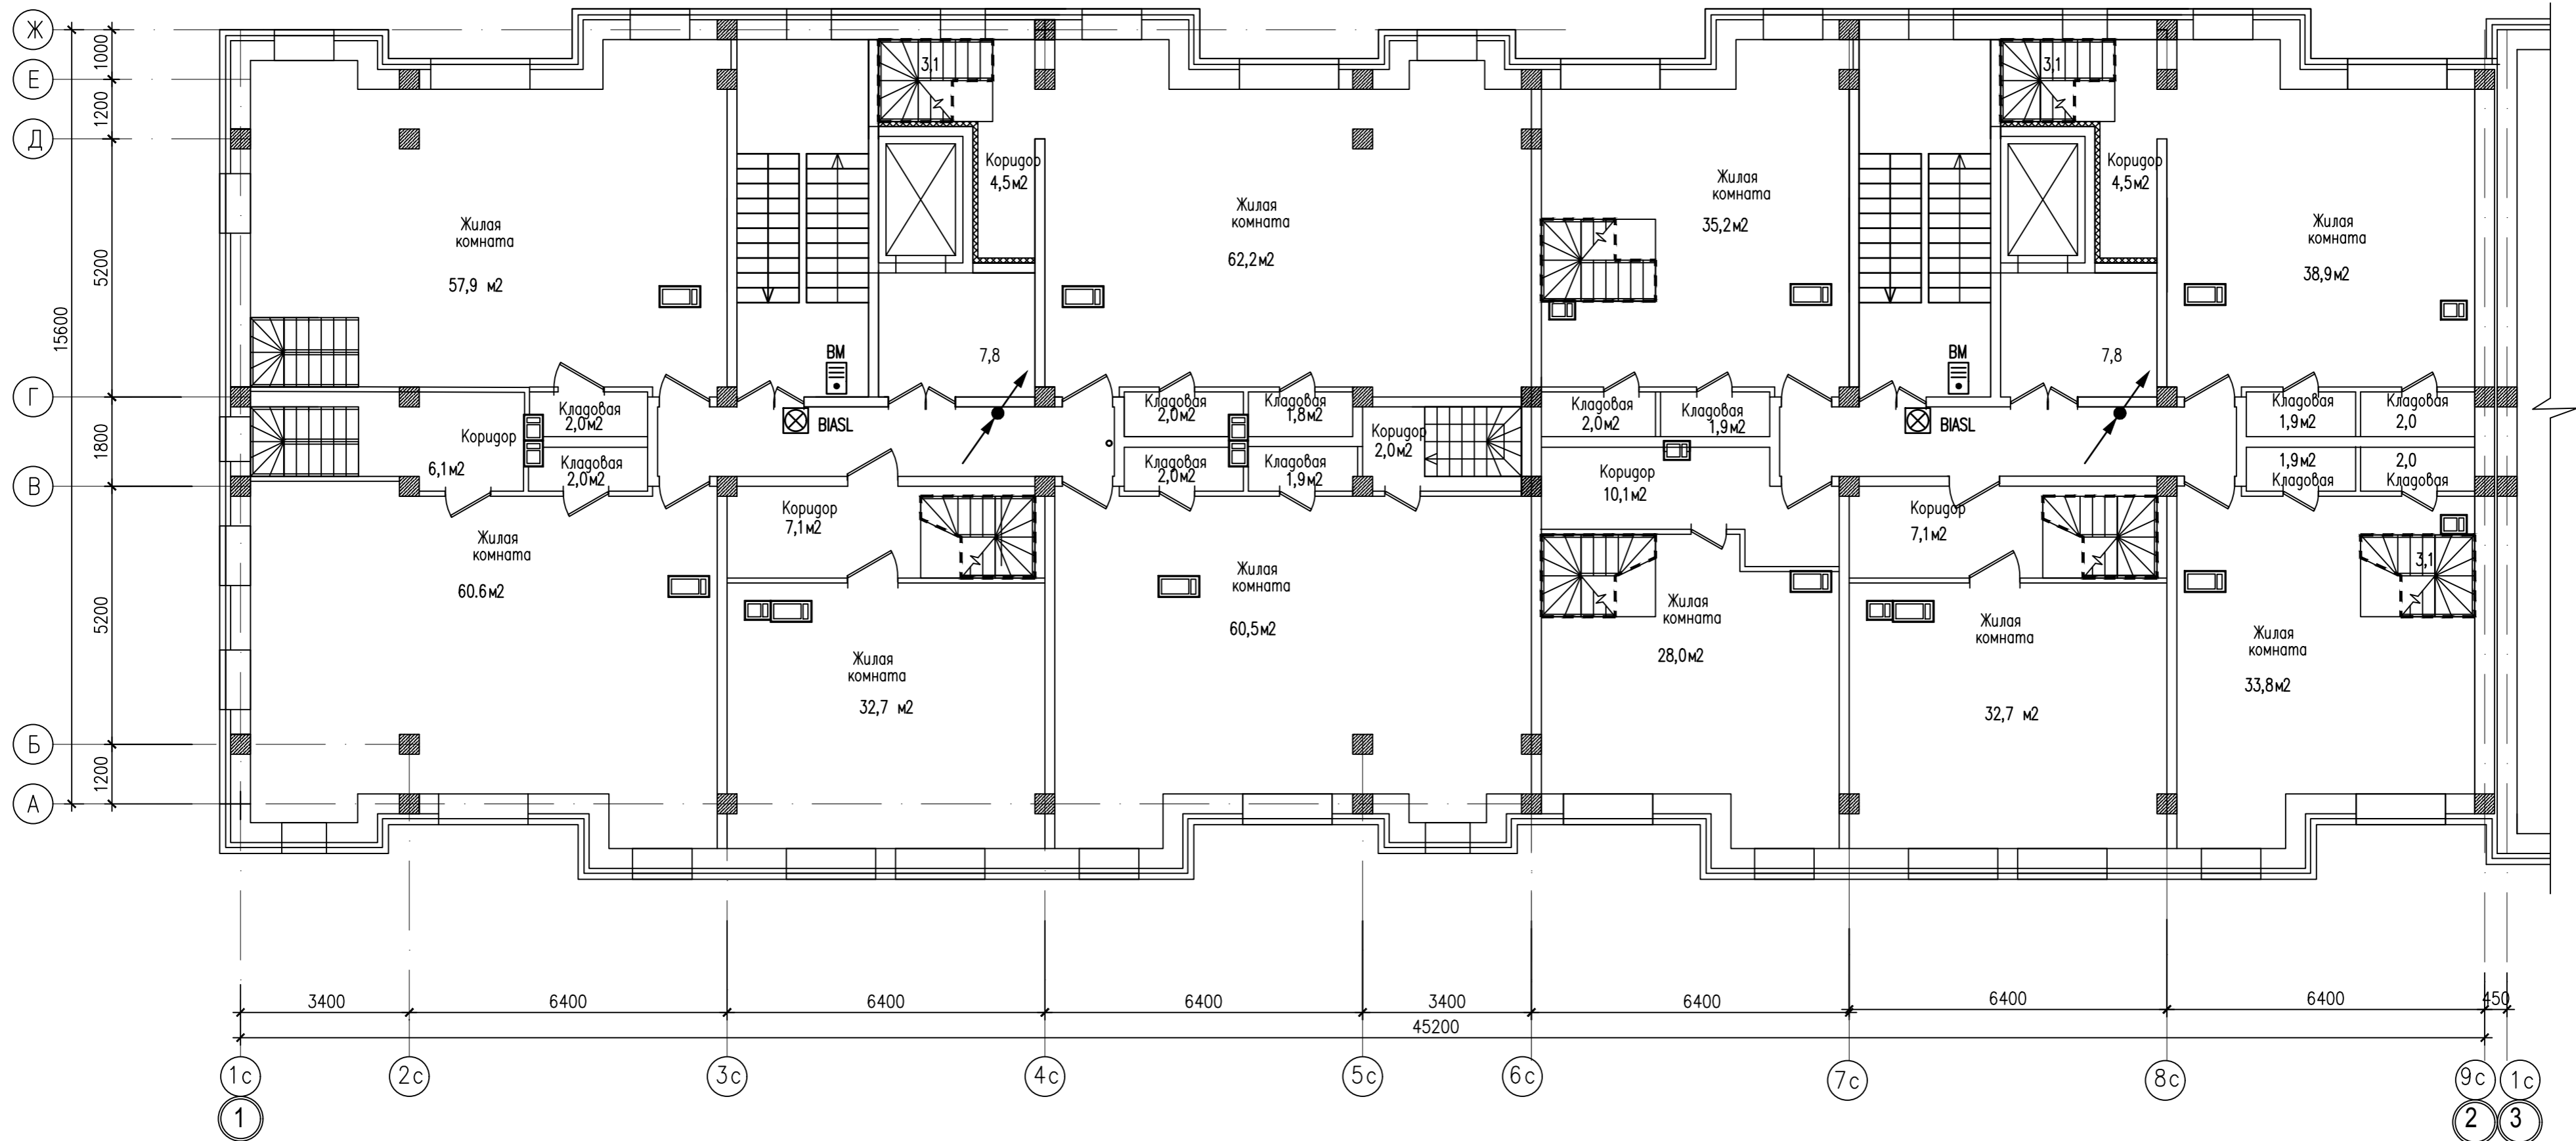 Ж
Е
Д
Г
В
Б
А
1000
1200
5200
1800
5200
1200
15600
3,1
3,1
Коридор
4,5м2
Коридор
4,5м2
Жилая
комната
57,9 м2
Жилая
комната
62,2м2
Жилая
комната
35,2м2
Жилая
комната
38,9м2
ВМ
7,8
ВМ
7,8
Кладовая
2,0м2
BIASL
Кладовая
2,0м2
Кладовая
1,8м2
Кладовая
2,0м2
Кладовая
1,9м2
BIASL
Кладовая
1,9м2
Кладовая
2,0
Коридор
6,1м2
Кладовая
2,0м2
Кладовая
2,0м2
Кладовая
1,9м2
Коридор
2,0м2
Коридор
10,1м2
1,9м2
Кладовая
2,0
Кладовая
Коридор
7,1м2
Коридор
7,1м2
3,1
Жилая
комната
60.6м2
Жилая
комната
32,7 м2
Жилая
комната
60,5м2
Жилая
комната
28,0м2
Жилая
комната
32,7 м2
Жилая
комната
33,8м2
3400
6400
6400
6400
3400
6400
6400
6400
450
45200
1с
2с
3с
4с
5с
6с
7с
8с
9с
1с
1
2
3